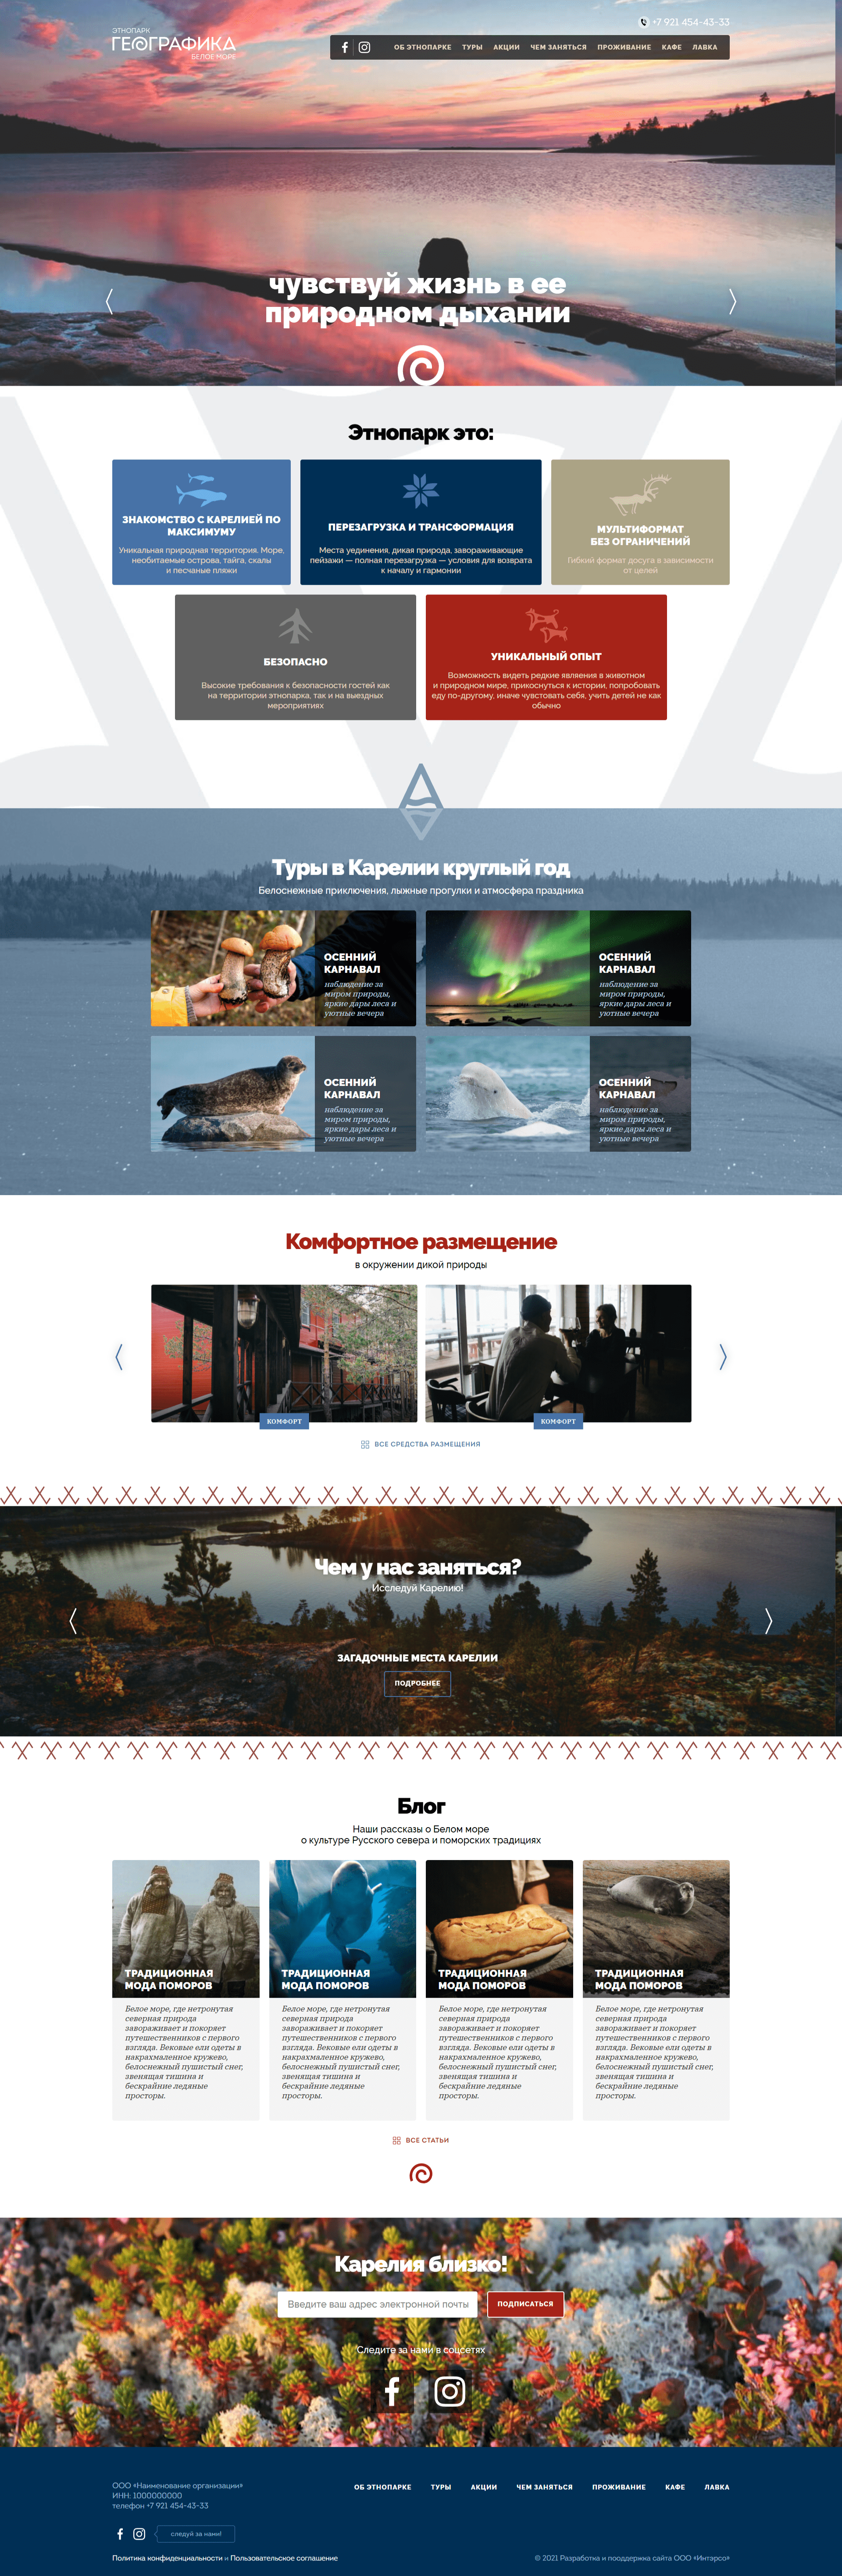 +7 921 454-43-33
ЭТНОПАРК
ГЕОГРАФИКА
БЕЛОЕ МОРЕ
ОБ ЭТНОПАРКЕ ТУРЫ АКЦИИ ЧЕМ ЗАНЯТЬСЯ ПРОЖИВАНИЕ КАФЕ ЛАВКА
чувствуй жизнь в ее
природном дыхании
Этнопарк это:
ЗНАКОМСТВО С КАРЕЛИЕЙ ПО
МАКСИМУМУ
Уникальная природная территория. Море,
необитаемые острова, тайга, скалы
и песчаные пляжи
ПЕРЕЗАГРУЗКА И ТРАНСФОРМАЦИЯ
Места уединения, дикая природа, завораживающие
пейзажи — полная перезагрузка — условия для возврата
к началу и гармонии
МУЛЬТИФОРМАТ
БЕЗ ОГРАНИЧЕНИЙ
Гибкий формат досуга в зависимости
от целей
БЕЗОПАСНО
Высокие требования к безопасности гостей как
на территории этнопарка, так и на выездных
мероприятиях
УНИКАЛЬНЫЙ ОПЫТ
Возможность видеть редкие явления в животном
и природном мире, прикоснуться к истории, попробовать
еду по-другому, иначе чувствовать себя, учить детей не как
обычно
Туры в Карелии круглый год
Белоснежные приключения, лыжные прогулки и атмосфера праздника
ОСЕННИЙ
КАРНАВАЛ
наблюдение за
миром природы,
яркие дары леса и
уютные вечера
ОСЕННИЙ
КАРНАВАЛ
наблюдение за
миром природы,
яркие дары леса и
уютные вечера
ОСЕННИЙ
КАРНАВАЛ
наблюдение за
миром природы,
яркие дары леса и
уютные вечера
ОСЕННИЙ
КАРНАВАЛ
наблюдение за
миром природы,
яркие дары леса и
уютные вечера
Комфортное размещение
в окружении дикой природы
КОМФОРТ
КОМФОРТ
ВСЕ СРЕДСТВА РАЗМЕЩЕНИЯ
Чем у нас заняться?
Исследуй Карелию!
ЗАГАДОЧНЫЕ МЕСТА КАРЕЛИИ
ПОДРОБНЕЕ
Блог
Наши рассказы о Белом море
о культуре Русского севера и поморских традициях
ТРАДИЦИОННАЯ
МОДА ПОМОРОВ
Белое море, где нетронутая
северная природа
завораживает и покоряет
путешественников с первого
взгляда. Вековые ели одеты в
накрахмаленное кружево,
белоснежный пушистый снег,
звенящая тишина и
бескрайние ледяные
просторы.
ТРАДИЦИОННАЯ
МОДА ПОМОРОВ
Белое море, где нетронутая
северная природа
завораживает и покоряет
путешественников с первого
взгляда. Вековые ели одеты в
накрахмаленное кружево,
белоснежный пушистый снег,
звенящая тишина и
бескрайние ледяные
просторы.
ТРАДИЦИОННАЯ
МОДА ПОМОРОВ
Белое море, где нетронутая
северная природа
завораживает и покоряет
путешественников с первого
взгляда. Вековые ели одеты в
накрахмаленное кружево,
белоснежный пушистый снег,
звенящая тишина и
бескрайние ледяные
просторы.
ТРАДИЦИОННАЯ
МОДА ПОМОРОВ
Белое море, где нетронутая
северная природа
завораживает и покоряет
путешественников с первого
взгляда. Вековые ели одеты в
накрахмаленное кружево,
белоснежный пушистый снег,
звенящая тишина и
бескрайние ледяные
просторы.
ВСЕ СТАТЬИ
Карелия близко!
Введите ваш адрес электронной почты
ПОДПИСАТЬСЯ
Следите за нами в соцсетях
ООО «Наименование организации»
ИНН: 1000000000
телефон +7 921 454-43-33
ОБ ЭТНОПАРКЕ ТУРЫ АКЦИИ ЧЕМ ЗАНЯТЬСЯ ПРОЖИВАНИЕ КАФЕ ЛАВКА
следуй за нами!
Политика конфиденциальности и Пользовательское соглашение
© 2021 Разработка и пооддержка сайта ООО «Интэрсо»